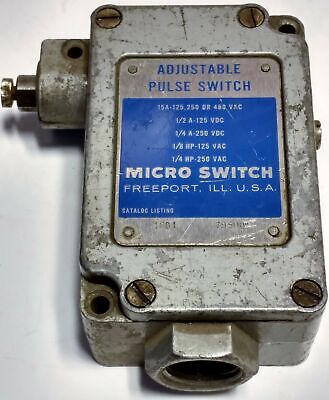 ADJUSTABLE
PULSE SWITCH
15A-125,250 OR 480 VAC
1/2 A-125 VDC
1/4 A-250 VDC
1/8 HP-125 VAC
1/4 HP-250 VAC
MICRO SWITCH
FREEPORT, ILL. U.S.A.
CATALOG LISTING